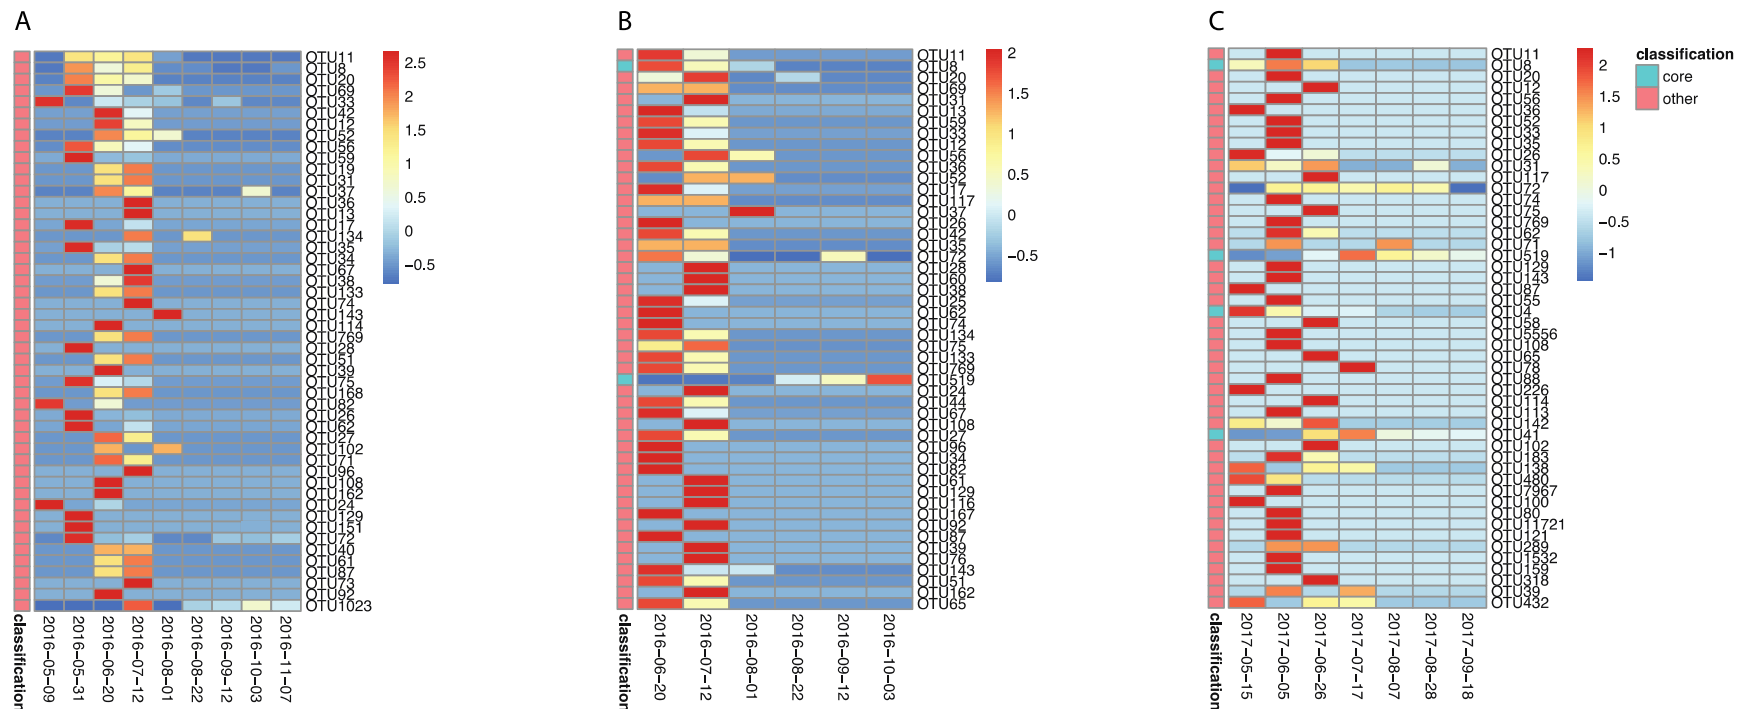 A
OTU11
OTU8
OTU20
OTU69
OTU33
OTU42
OTU12
OTU52
OTU56
OTU59
OTU19
OTU31
OTU37
OTU36
OTU13
OTU17
OTU134
OTU35
OTU34
OTU67
OTU38
OTU133
OTU74
OTU143
OTU114
OTU769
OTU28
OTU51
OTU39
OTU75
OTU168
OTU82
OTU26
OTU62
OTU27
OTU102
OTU71
OTU96
OTU108
OTU162
OTU24
OTU129
OTU151
OTU72
OTU40
OTU61
OTU87
OTU73
OTU92
OTU1023
classification
2016−05−09
2016−05−31
2016−06−20
2016−07−12
2016−08−01
2016−08−22
2016−09−12
2016−10−03
2016−11−07
2.5
2
1.5
1
0.5
0
−0.5
B
OTU11
OTU8
OTU20
OTU69
OTU31
OTU13
OTU59
OTU33
OTU12
OTU56
OTU36
OTU52
OTU17
OTU117
OTU37
OTU26
OTU42
OTU35
OTU72
OTU28
OTU60
OTU38
OTU25
OTU62
OTU74
OTU134
OTU75
OTU133
OTU769
OTU519
OTU24
OTU44
OTU67
OTU108
OTU27
OTU96
OTU34
OTU82
OTU61
OTU129
OTU116
OTU167
OTU92
OTU87
OTU39
OTU76
OTU143
OTU51
OTU162
OTU65
classification
2016−06−20
2016−07−12
2016−08−01
2016−08−22
2016−09−12
2016−10−03
2
1.5
1
0.5
0
−0.5
C
OTU11
OTU8
OTU20
OTU12
OTU56
OTU36
OTU52
OTU33
OTU35
OTU26
OTU31
OTU117
OTU72
OTU74
OTU75
OTU769
OTU62
OTU71
OTU519
OTU129
OTU143
OTU87
OTU55
OTU4
OTU58
OTU5556
OTU108
OTU65
OTU78
OTU88
OTU226
OTU114
OTU113
OTU142
OTU41
OTU102
OTU183
OTU138
OTU480
OTU7967
OTU100
OTU80
OTU11721
OTU121
OTU289
OTU1532
OTU159
OTU318
OTU39
OTU432
classification
2017−05−15
2017−06−05
2017−06−26
2017−07−17
2017−08−07
2017−08−28
2017−09−18
2
1.5
1
0.5
0
−0.5
−1
classification
core
other